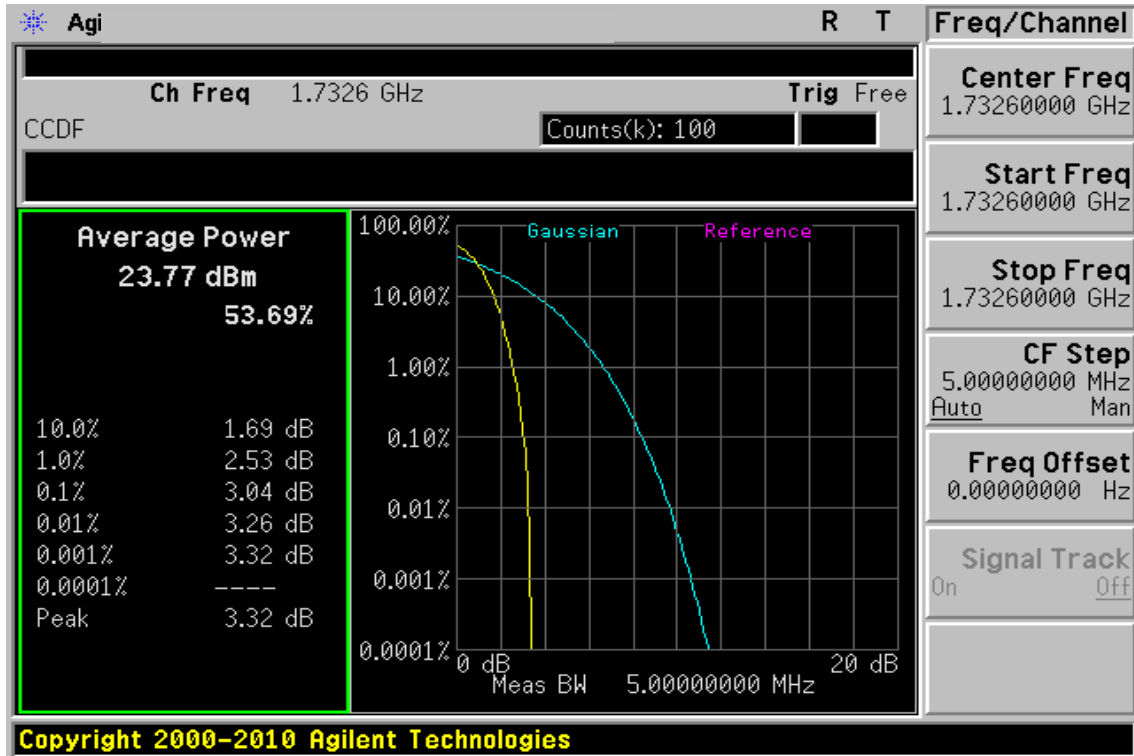 Agi R T Freq/Channel
Ch Freq 1.7326 GHz Trig Free
CCDF Counts(k): 100
Average Power
23.77 dBm
53.69%
10.0% 1.69 dB
1.0% 2.53 dB
0.1% 3.04 dB
0.01% 3.26 dB
0.001% 3.32 dB
0.0001% ----
Peak 3.32 dB
Gaussian Reference
100.00%
10.00%
1.00%
0.10%
0.01%
0.001%
0.0001%
0 dB 20 dB
Meas BW 5.00000000 MHz
Center Freq
1.73260000 GHz
Start Freq
1.73260000 GHz
Stop Freq
1.73260000 GHz
CF Step
5.00000000 MHz
Auto Man
Freq Offset
0.00000000 Hz
Signal Track
On Off
Copyright 2000-2010 Agilent Technologies